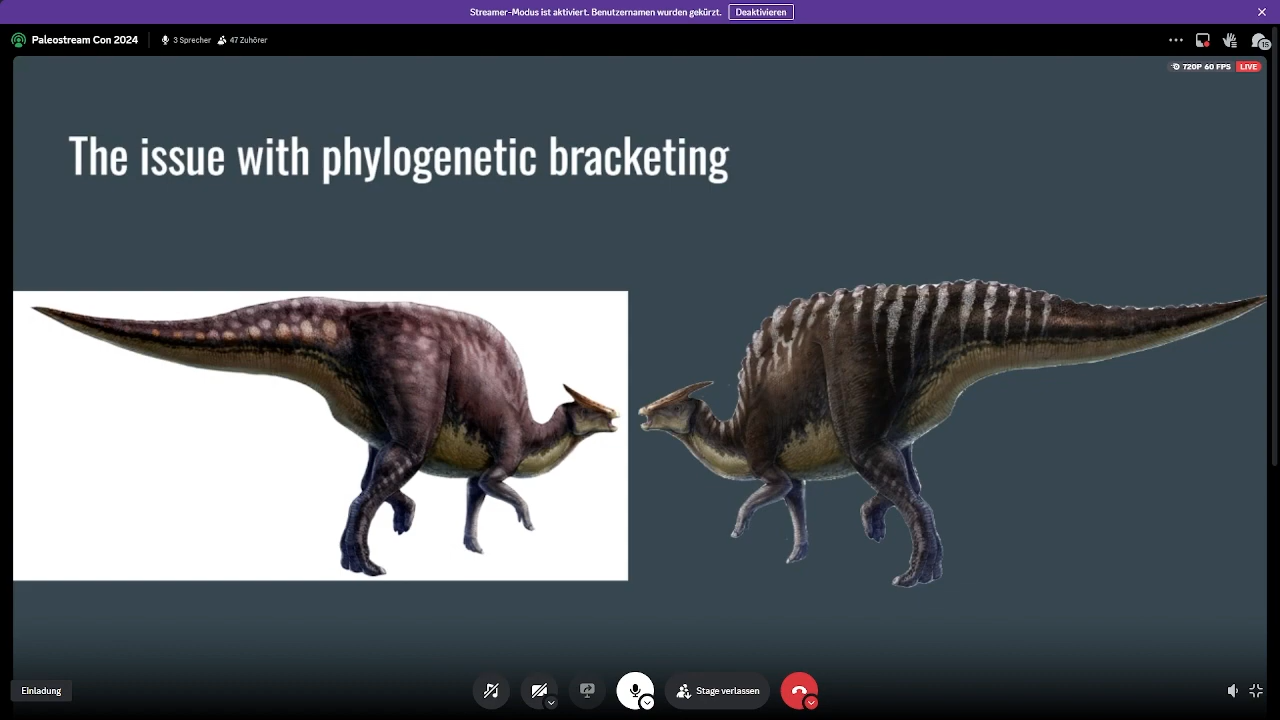 Streamer-Modus ist aktiviert. Benutzernamen wurden gekürzt. Deaktivieren
Paleostream Con 2024 3 Sprecher 47 Zuhörer 15
720P 60 FPS LIVE
The issue with phylogenetic bracketing
Einladung Stage verlassen